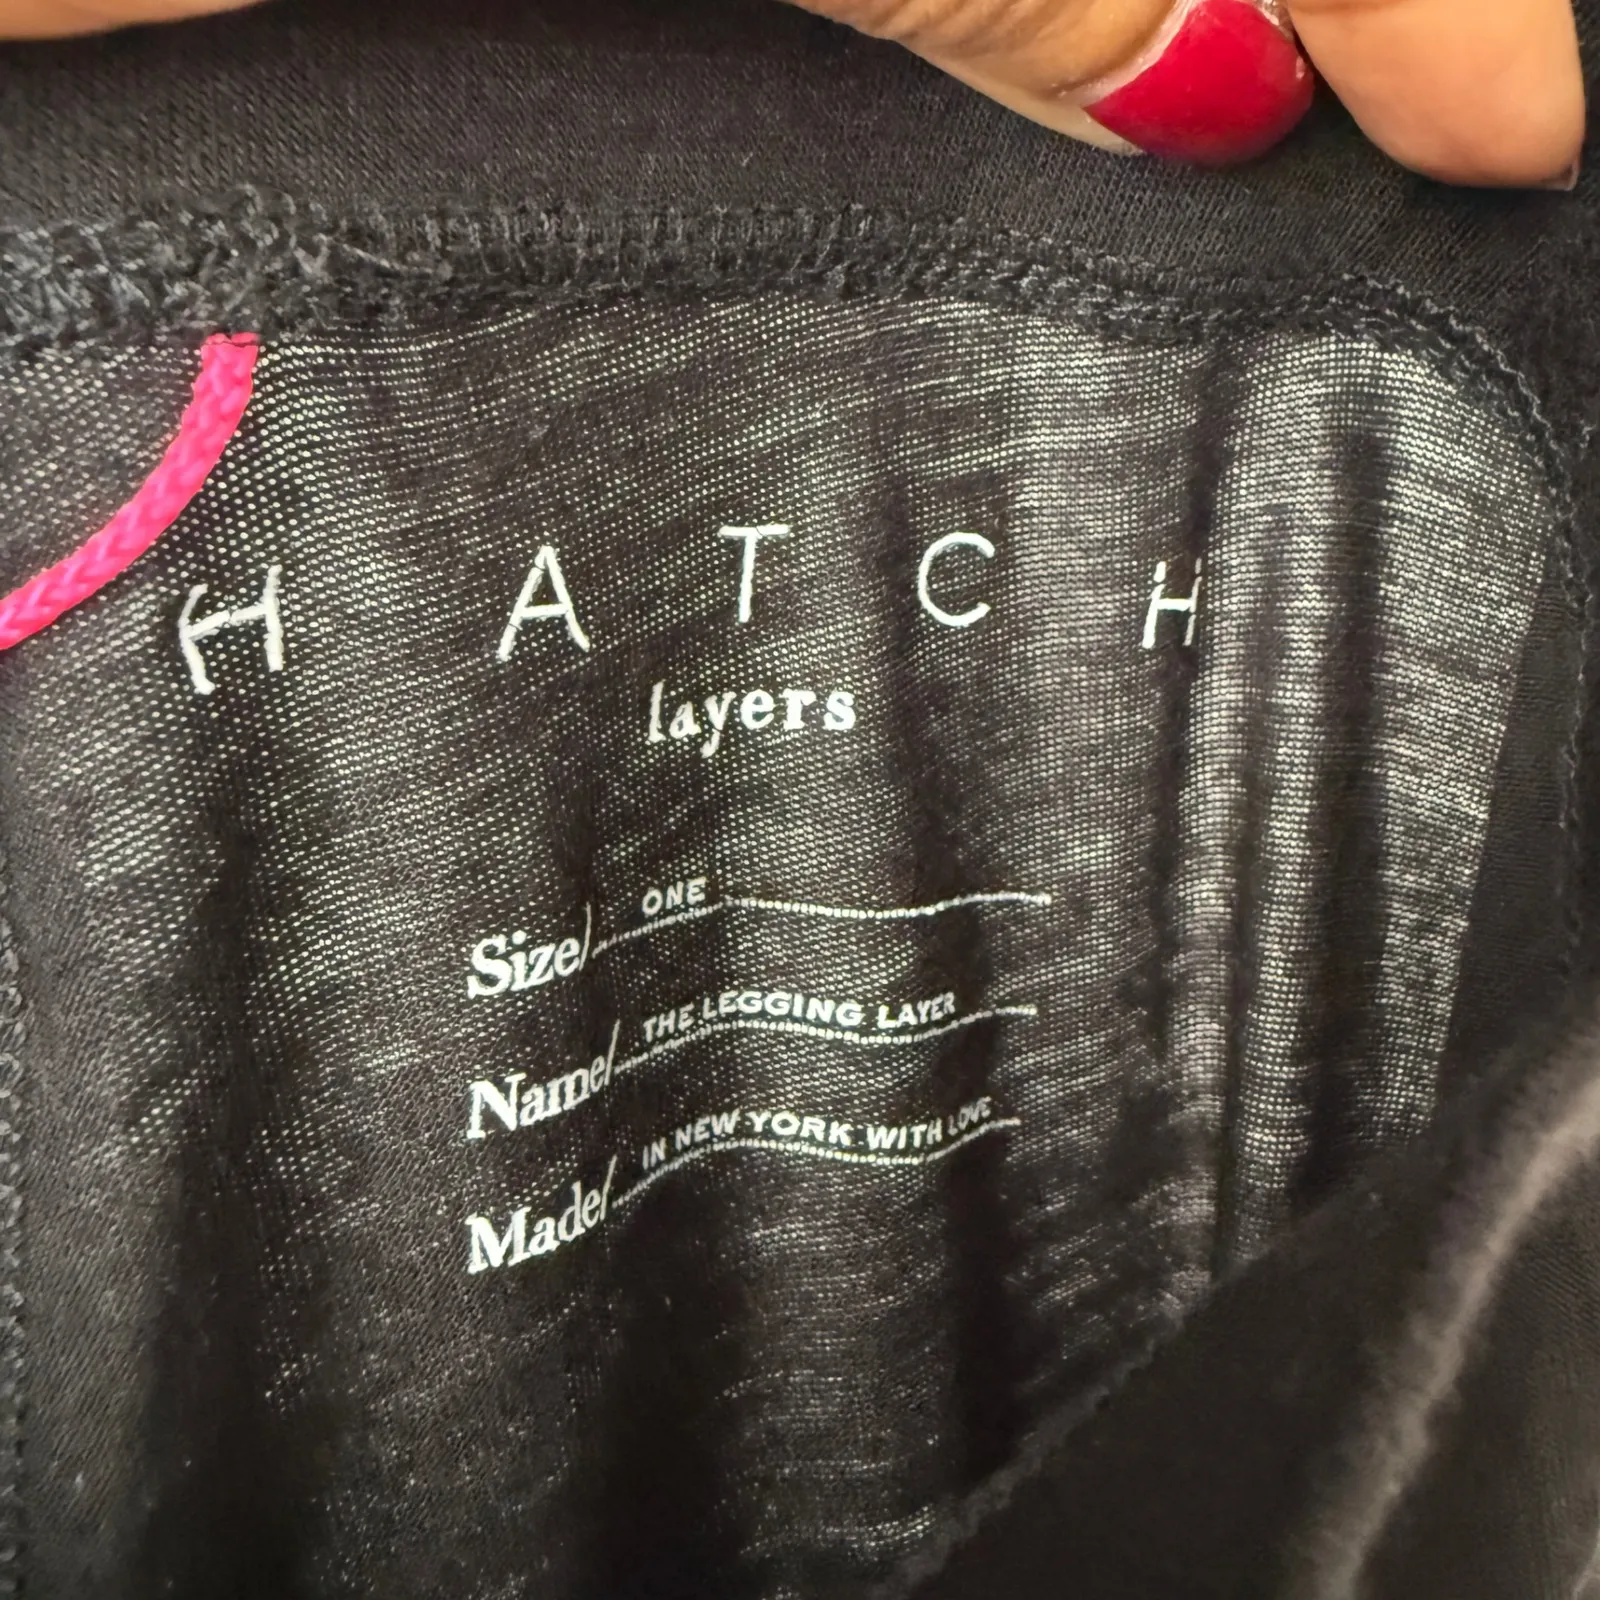 HATCH
layers
Size/ ONE
Name/ THE LEGGING LAYER
Made/ IN NEW YORK WITH LOVE